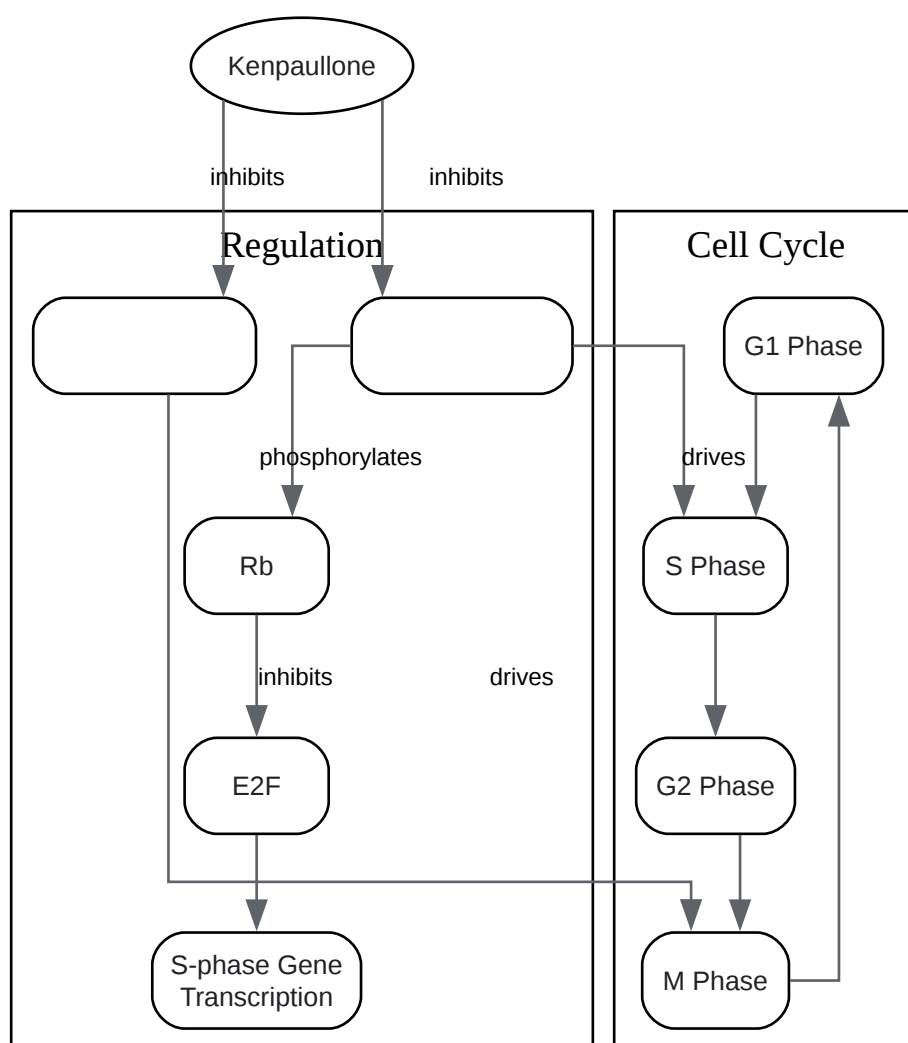 Kenpaullone
inhibits
inhibits
Regulation
Cell Cycle
G1 Phase
phosphorylates
drives
Rb
S Phase
inhibits
drives
E2F
G2 Phase
S-phase Gene
Transcription
M Phase